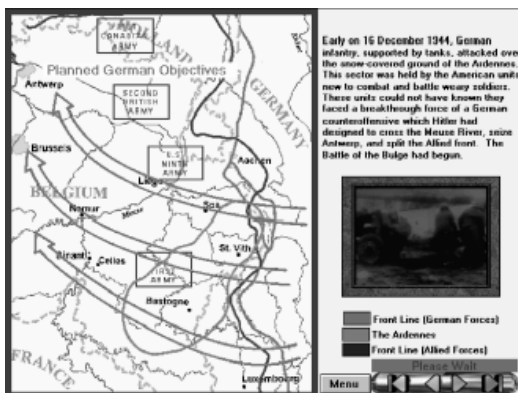 FIRST
CANADIAN
ARMY
HOLLAND
Planned German Objectives
Antwerp
SECOND
BRITISH
ARMY
GERMANY
Brussels
U.S.
NINTH
ARMY
Aachen
Liege
BELGIUM
Namur
Meuse
Spa
Dinant
Celles
St. Vith
FIRST
ARMY
Bastogne
FRANCE
Luxembourg
Early on 16 December 1944, German
infantry, supported by tanks, attacked over
the snow-covered ground of the Ardennes.
This sector was held by the American units
new to combat and battle weary soldiers.
These units could not have known they
faced a breakthrough force of a German
counteroffensive which Hitler had
designed to cross the Meuse River, seize
Antwerp, and split the Allied front. The
Battle of the Bulge had begun.
Front Line (German Forces)
The Ardennes
Front Line (Allied Forces)
Please Wait
Menu